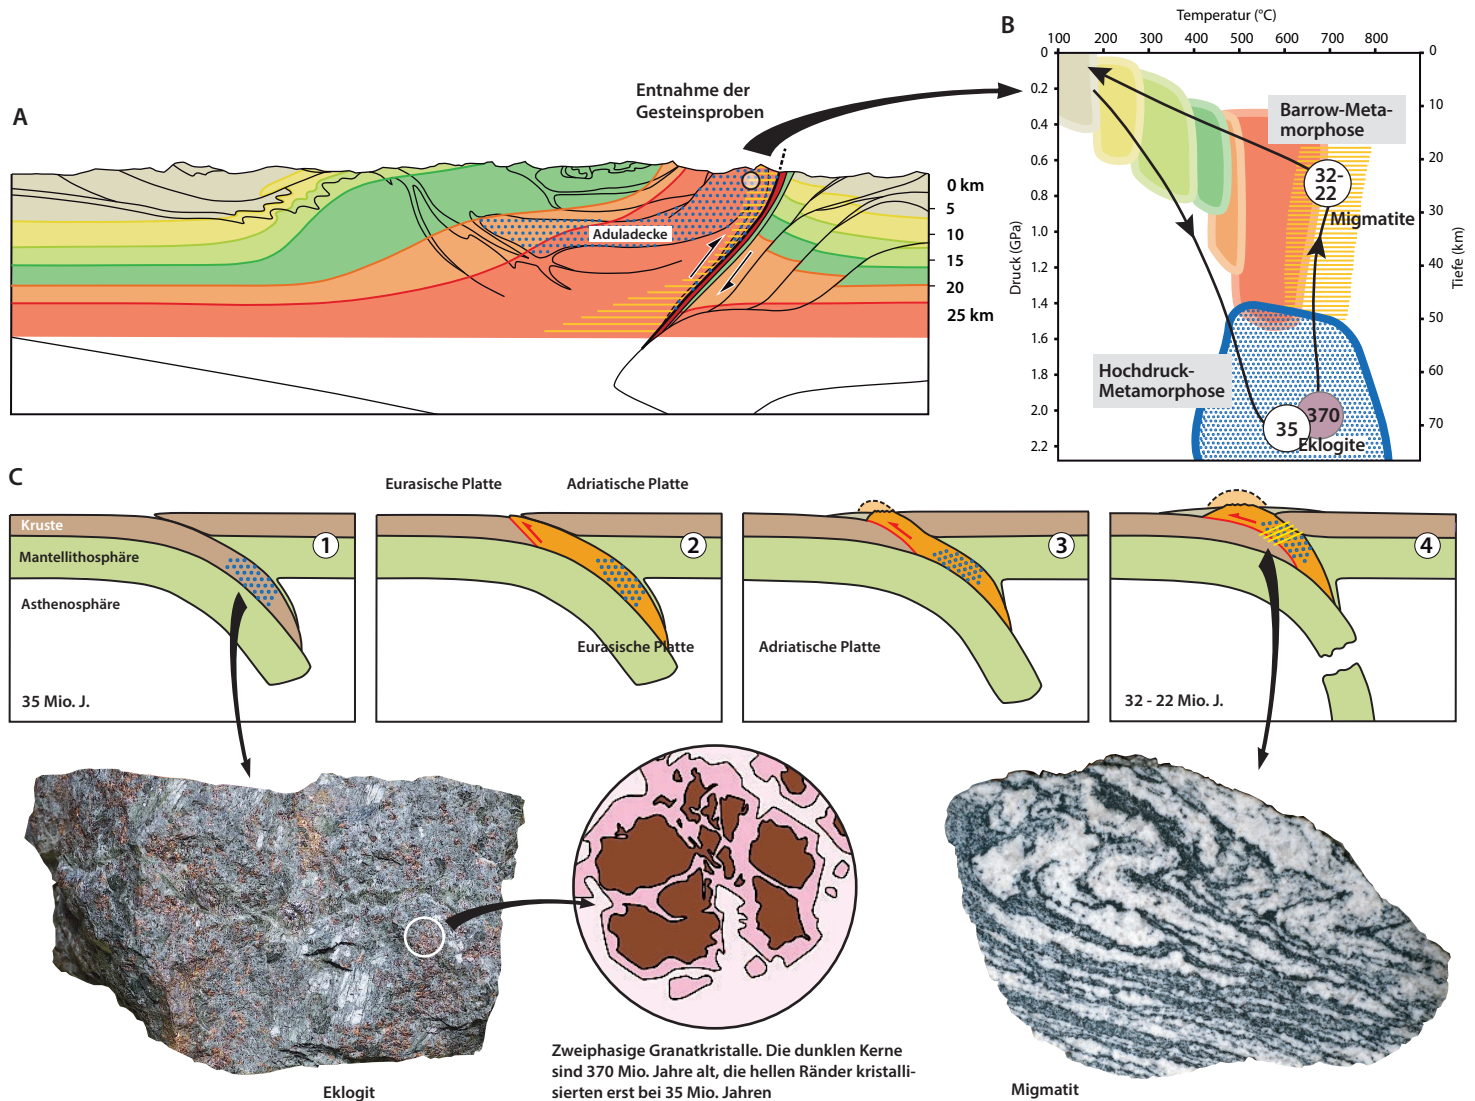 A
Entnahme der
Gesteinsproben
Aduladecke
0 km
5
10
15
20
25 km
B
Temperatur (°C)
100 200 300 400 500 600 700 800
Druck (GPa)
0
0.2
0.4
0.6
0.8
1.0
1.2
1.4
1.6
1.8
2.0
2.2
Tiefe (km)
0
10
20
30
40
50
60
70
Barrow-Meta-
morphose
32-
22
Migmatite
Hochdruck-
Metamorphose
35
370
Eklogite
C
Eurasische Platte
Adriatische Platte
Kruste
Mantellithosphäre
Asthenosphäre
1
35 Mio. J.
2
Eurasische Platte
3
Adriatische Platte
4
32 - 22 Mio. J.
Eklogit
Zweiphasige Granatkristalle. Die dunklen Kerne
sind 370 Mio. Jahre alt, die hellen Ränder kristalli-
sierten erst bei 35 Mio. Jahren
Migmatit